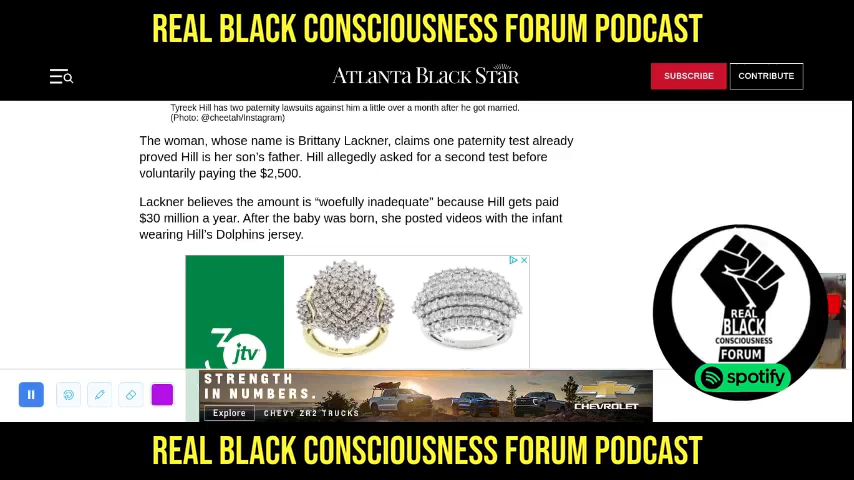 REAL BLACK CONSCIOUSNESS FORUM PODCAST
ATLANTA BLACK STAR
SUBSCRIBE
CONTRIBUTE
Tyreek Hill has two paternity lawsuits against him a little over a month after he got married.
(Photo: @cheetah/Instagram)
The woman, whose name is Brittany Lackner, claims one paternity test already
proved Hill is her son’s father. Hill allegedly asked for a second test before
voluntarily paying the $2,500.
Lackner believes the amount is “woefully inadequate” because Hill gets paid
$30 million a year. After the baby was born, she posted videos with the infant
wearing Hill’s Dolphins jersey.
jtv
REAL
BLACK
CONSCIOUSNESS
FORUM
Spotify
STRENGTH
IN NUMBERS.
Explore
CHEVY ZR2 TRUCKS
CHEVROLET
REAL BLACK CONSCIOUSNESS FORUM PODCAST